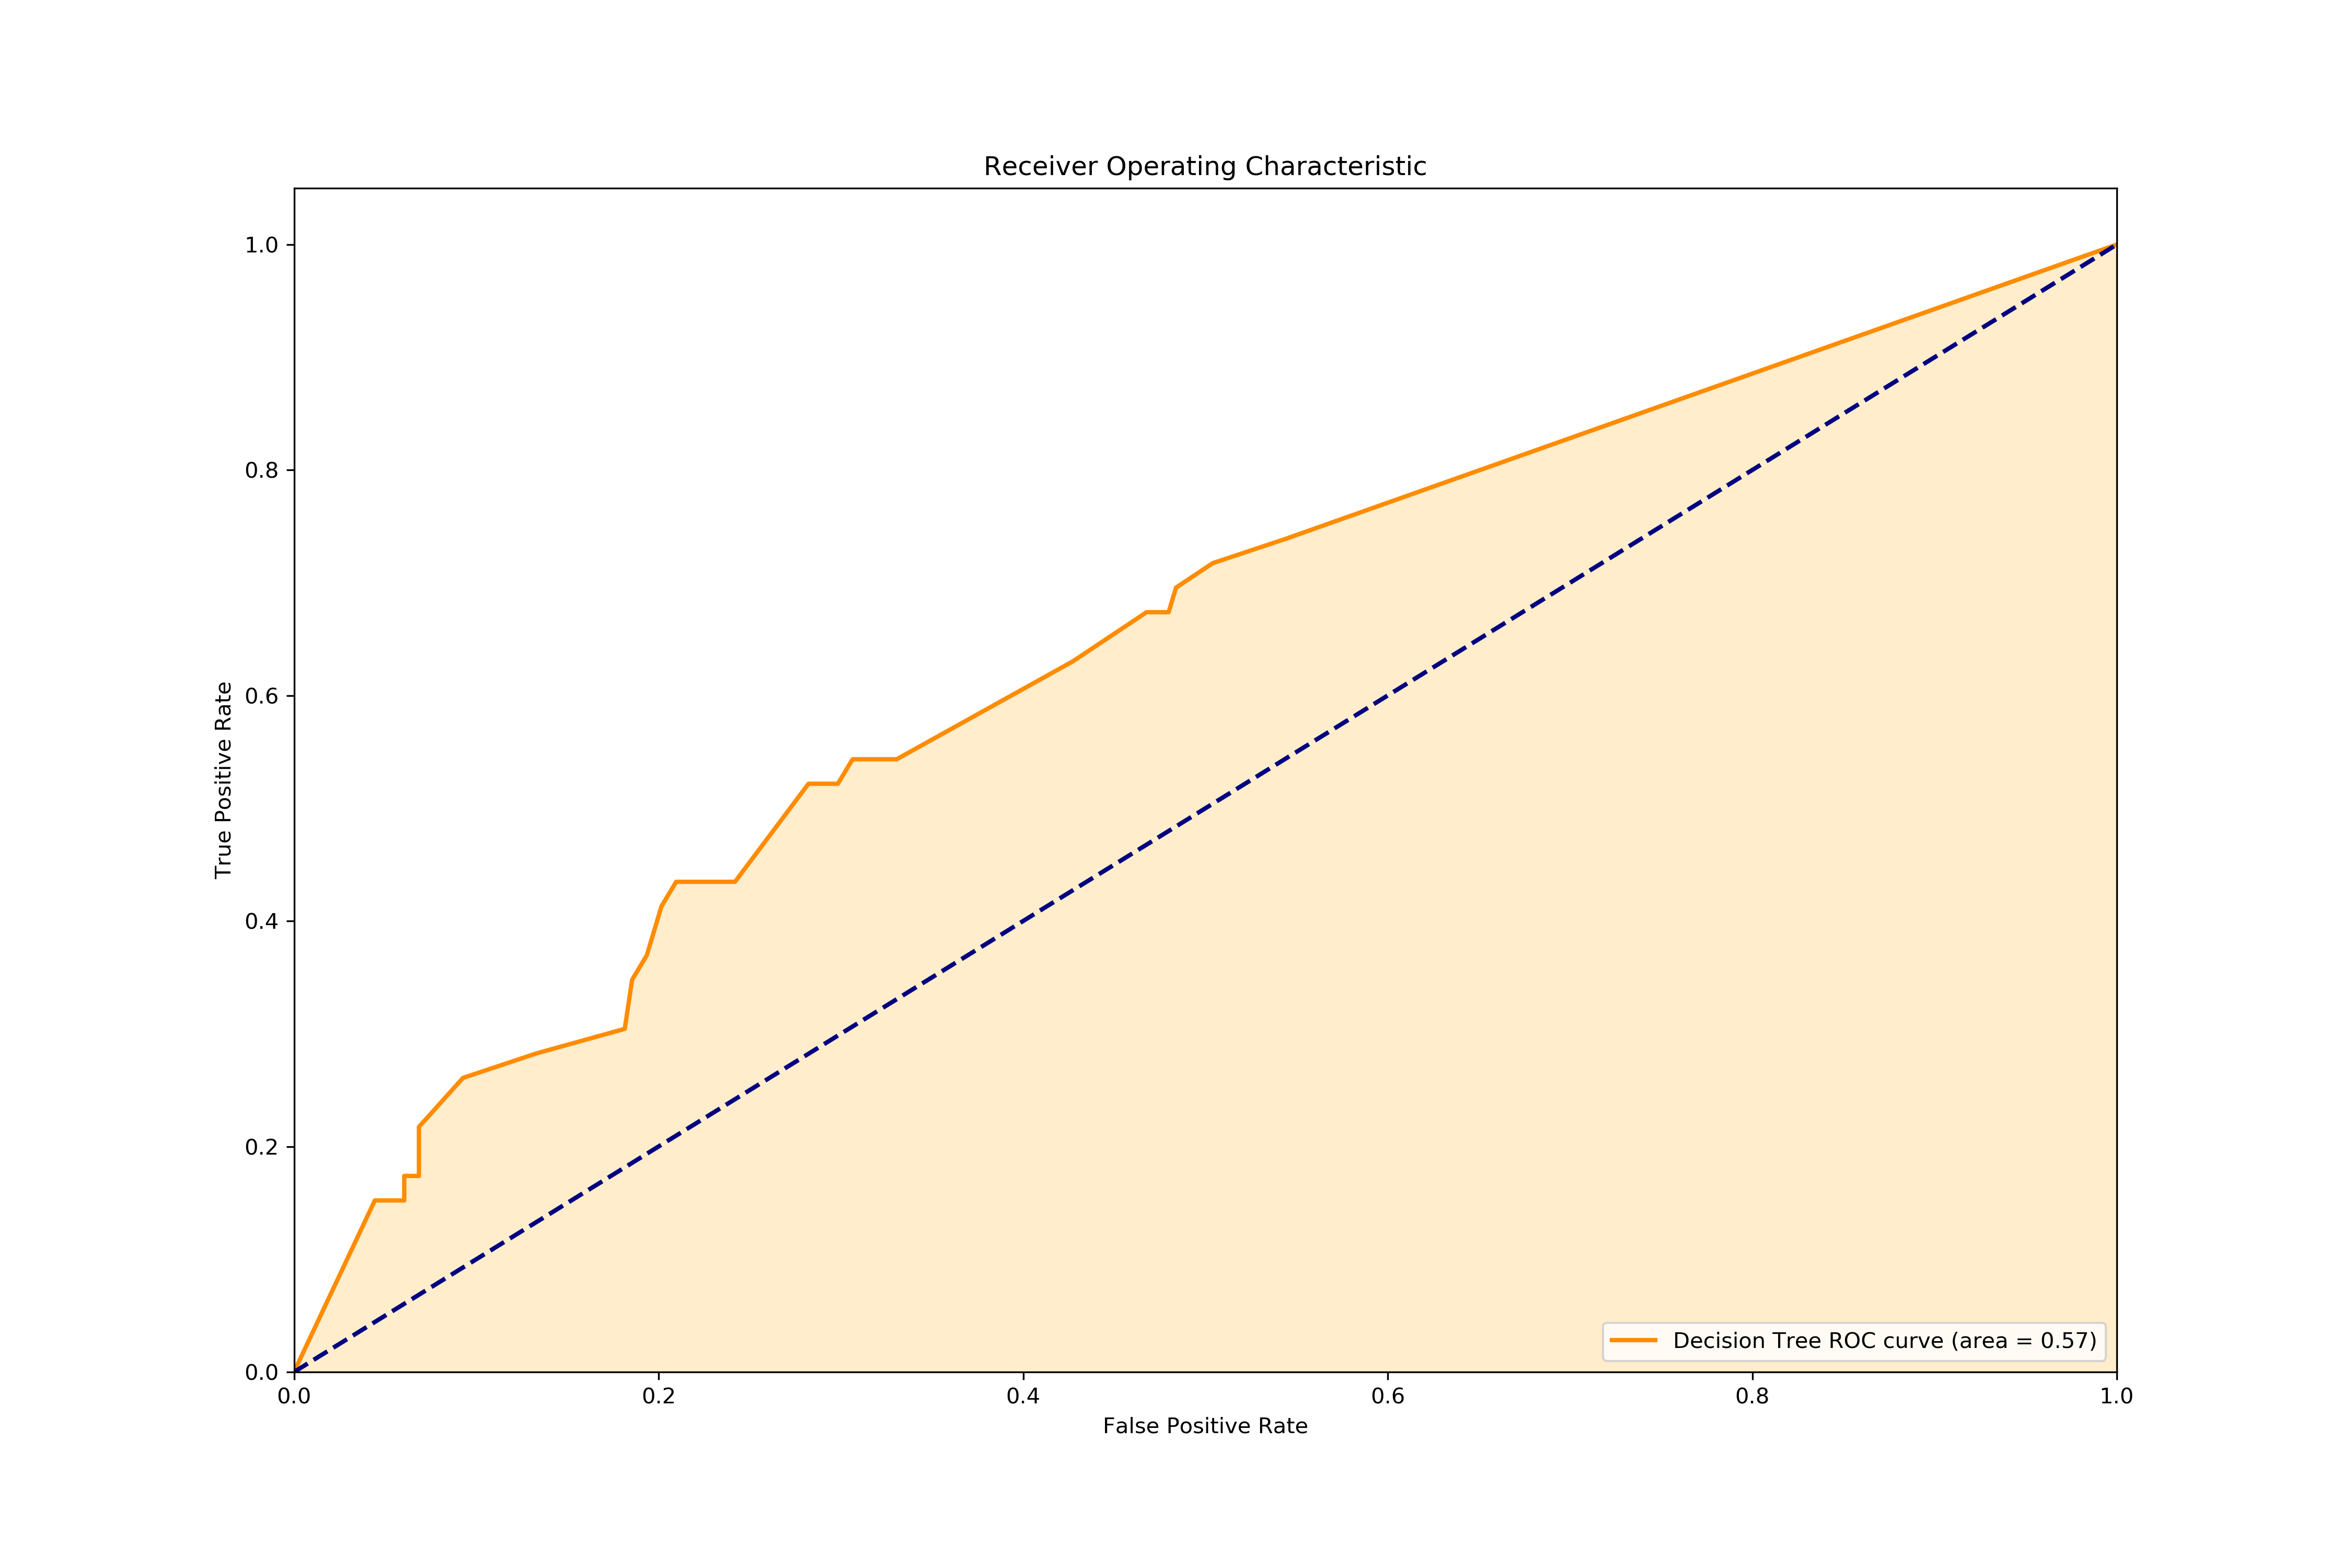 Receiver Operating Characteristic
1.0
0.8
0.6
0.4
0.2
0.0
True Positive Rate
0.0 0.2 0.4 0.6 0.8 1.0
False Positive Rate
Decision Tree ROC curve (area = 0.57)